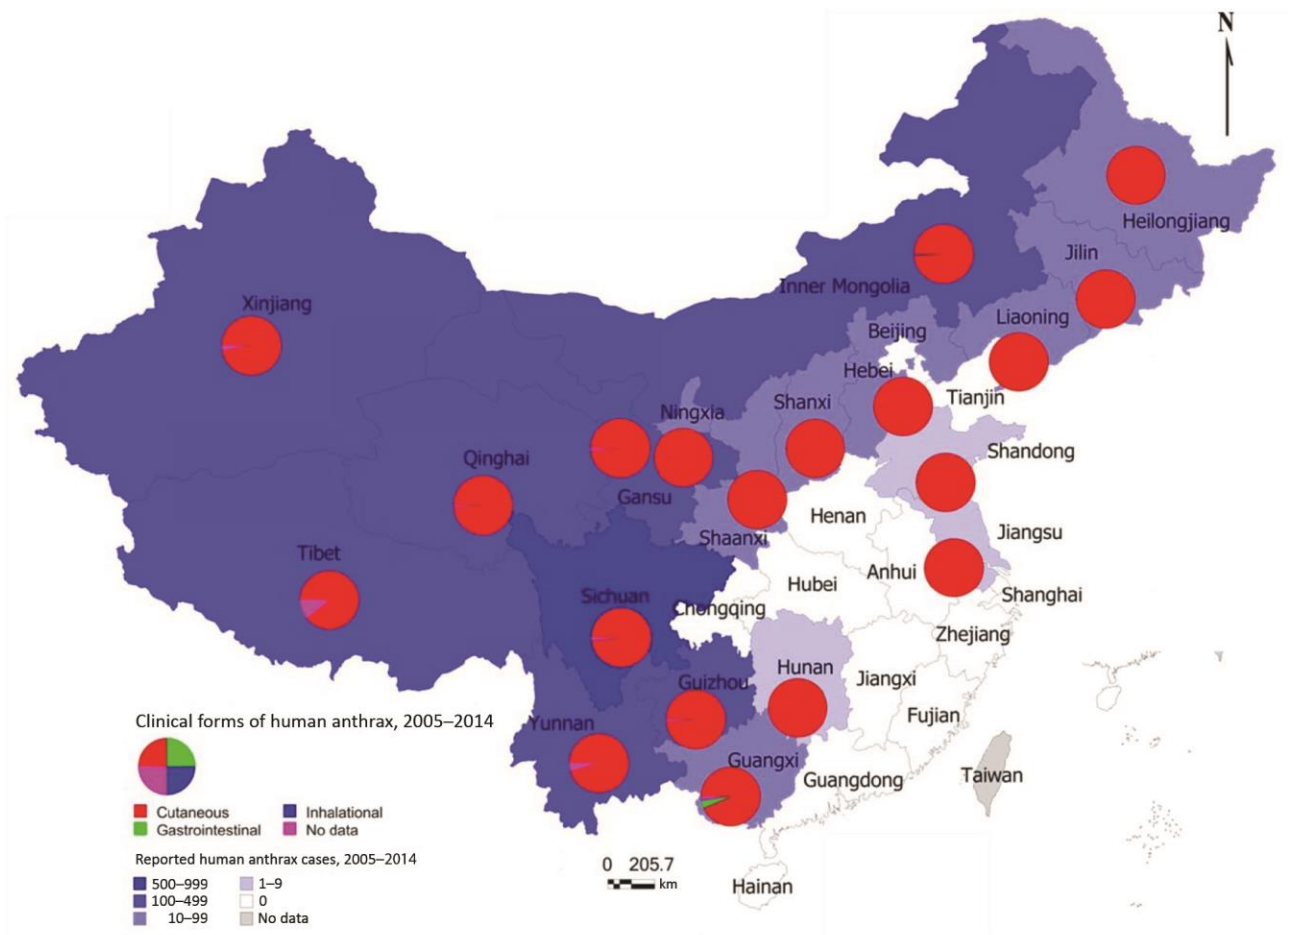 N
Heilongjiang
Jilin
Inner Mongolia
Xinjiang
Liaoning
Beijing
Hebei
Tianjin
Shanxi
Ningxia
Shandong
Qinghai
Gansu
Henan
Jiangsu
Shaanxi
Tibet
Anhui
Hubei
Shanghai
Sichuan
Chongqing
Zhejiang
Hunan
Jiangxi
Guizhou
Fujian
Yunnan
Guangxi
Guangdong
Taiwan
Hainan
0 205.7
km
Clinical forms of human anthrax, 2005–2014
Cutaneous
Inhalational
Gastrointestinal
No data
Reported human anthrax cases, 2005–2014
500–999
1–9
100–499
0
10–99
No data